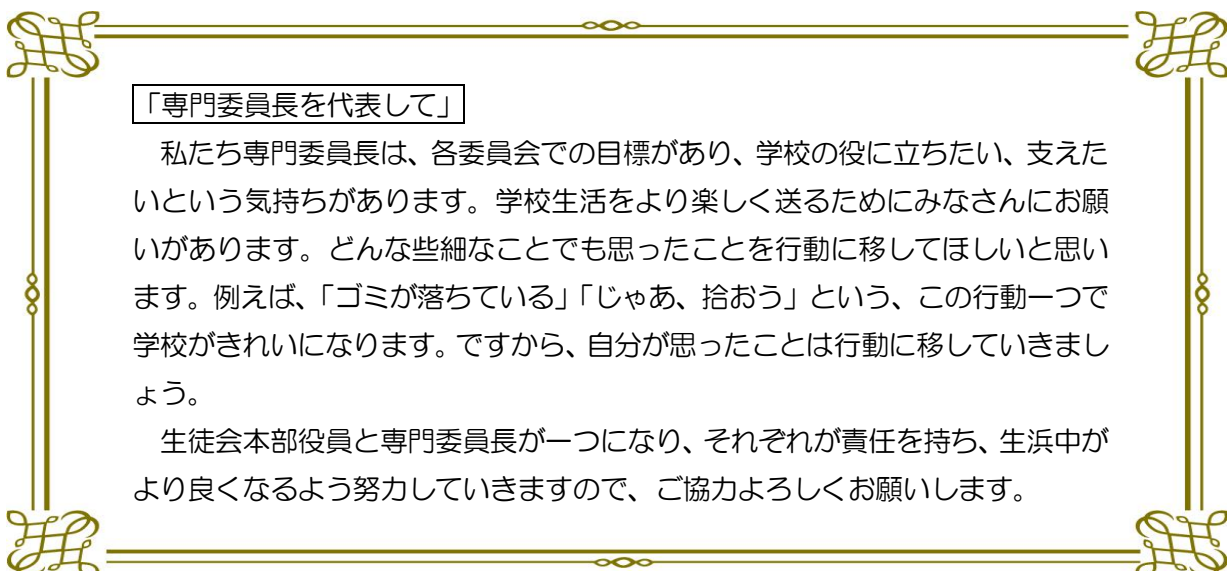 「専門委員長を代表して」
私たち専門委員長は、各委員会での目標があり、学校の役に立ちたい、支えた
いという気持ちがあります。学校生活をより楽しく送るためにみなさんにお願
いがあります。どんな些細なことでも思ったことを行動に移してほしいと思い
ます。例えば、「ゴミが落ちている」「じゃあ、拾おう」という、この行動一つで
学校がきれいになります。ですから、自分が思ったことは行動に移していきまし
ょう。
生徒会本部役員と専門委員長が一つになり、それぞれが責任を持ち、生浜中が
より良くなるよう努力していきますので、ご協力よろしくお願いします。